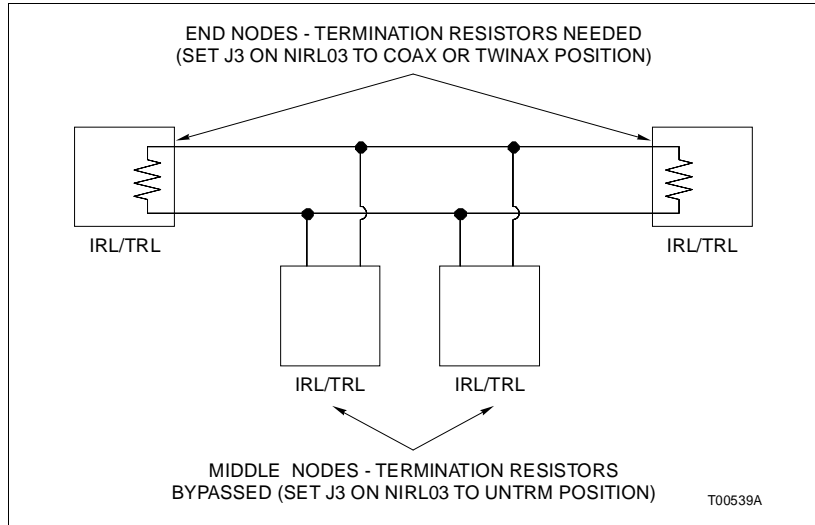 END NODES - TERMINATION RESISTORS NEEDED
(SET J3 ON NIRL03 TO COAX OR TWINAX POSITION)
IRL/TRL
IRL/TRL
IRL/TRL
IRL/TRL
MIDDLE NODES - TERMINATION RESISTORS
BYPASSED (SET J3 ON NIRL03 TO UNTRM POSITION)
T00539A